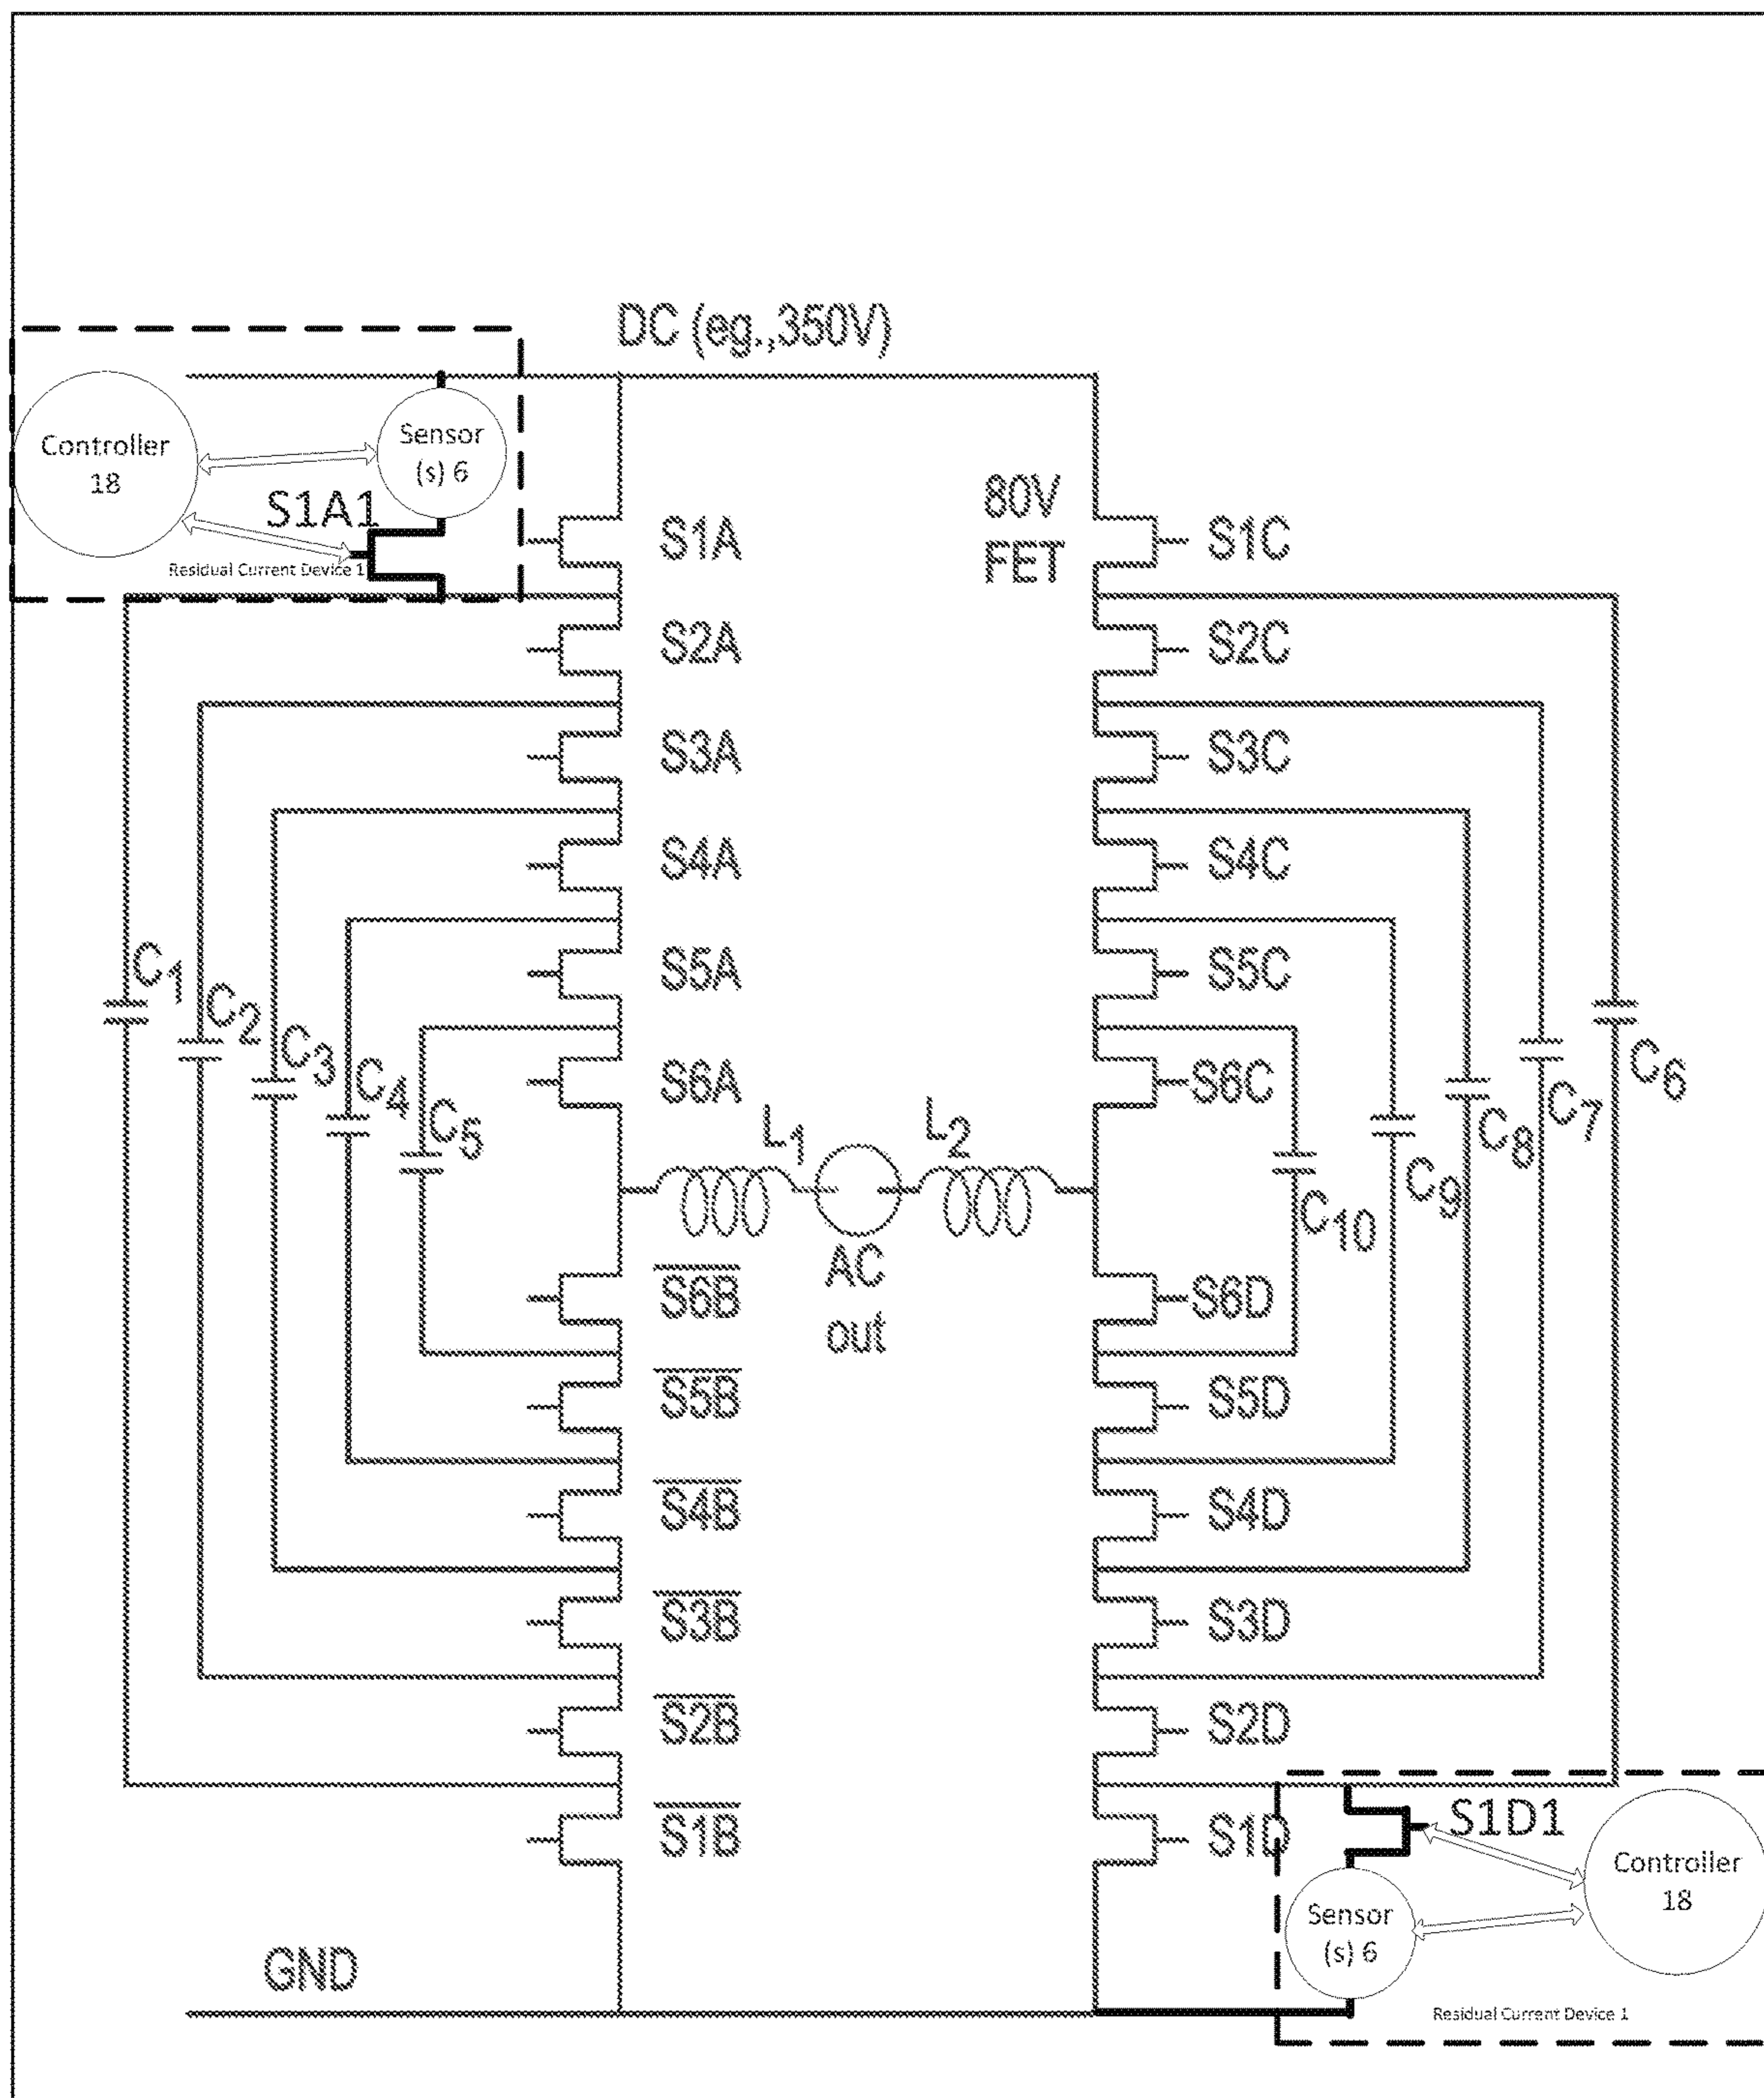 DC (eg.,350V)
Controller
18
Sensor
(s) 6
S1A1
Residual Current Device 1
80V
FET
S1A
S1C
S2A
S2C
S3A
S3C
S4A
S4C
S5A
S5C
S6A
S6C
C1
C2
C3
C4
C5
C6
C7
C8
C9
C10
L1
L2
AC
out
S6B
S6D
S5B
S5D
S4B
S4D
S3B
S3D
S2B
S2D
S1B
S1D
S1D1
Controller
18
Sensor
(s) 6
Residual Current Device 1
GND